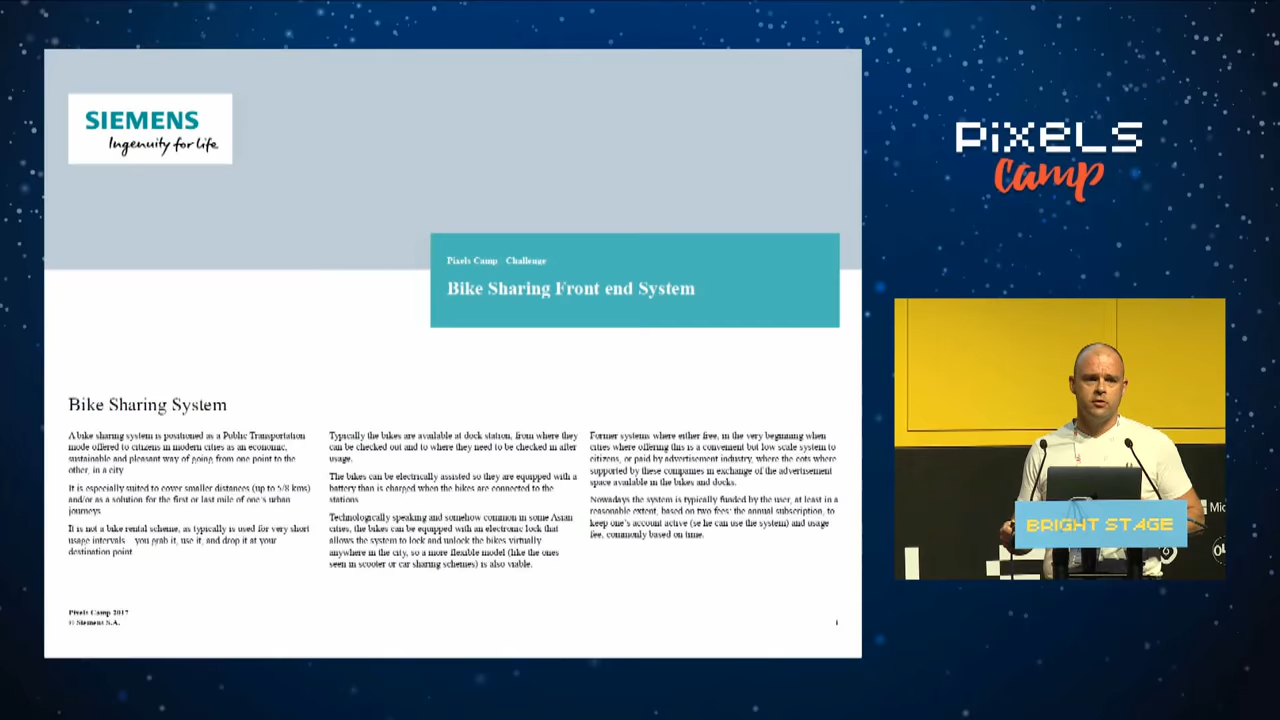 SIEMENS
Ingenuity for life
Pixels Camp Challenge
Bike Sharing Front end System
Bike Sharing System
A bike sharing system is positioned as a Public Transportation
mode offered to citizens in modern cities as an economic,
sustainable and pleasant way of going from one point to the
other, in a city
It is especially suited to cover smaller distances (up to 5/8 kms)
and/or as a solution for the first or last mile of one's urban
journeys
It is not a bike rental scheme, as typically is used for very short
usage intervals you grab it, use it, and drop it at your
destination point
Typically the bikes are available at dock station, from where they
can be checked out and to where they need to be checked in after
usage.
The bikes can be electrically assisted so they are equipped with a
battery than is charged when the bikes are connected to the
stations
Technologically speaking and somehow common in some Asian
cities, the bikes can be equipped with an electronic lock that
allows the system to lock and unlock the bikes virtually
anywhere in the city, so a more flexible model (like the ones
seen in scooter or car sharing schemes) is also viable.
Former systems where either free, in the very beginning when
cities where offering this is a convenient but low scale system to
citizens, or paid by advertisement industry, where the costs where
supported by these companies in exchange of the advertisement
space available in the bikes and docks.
Nowadays the system is typically funded by the user, at least in a
reasonable extent, based on two fees: the annual subscription, to
keep one's account active (se he can use the system) and usage
fee, commonly based on time.
Pixels Camp 2017
© Siemens S.A.
1
PIXELS
Camp
BRIGHT STAGE